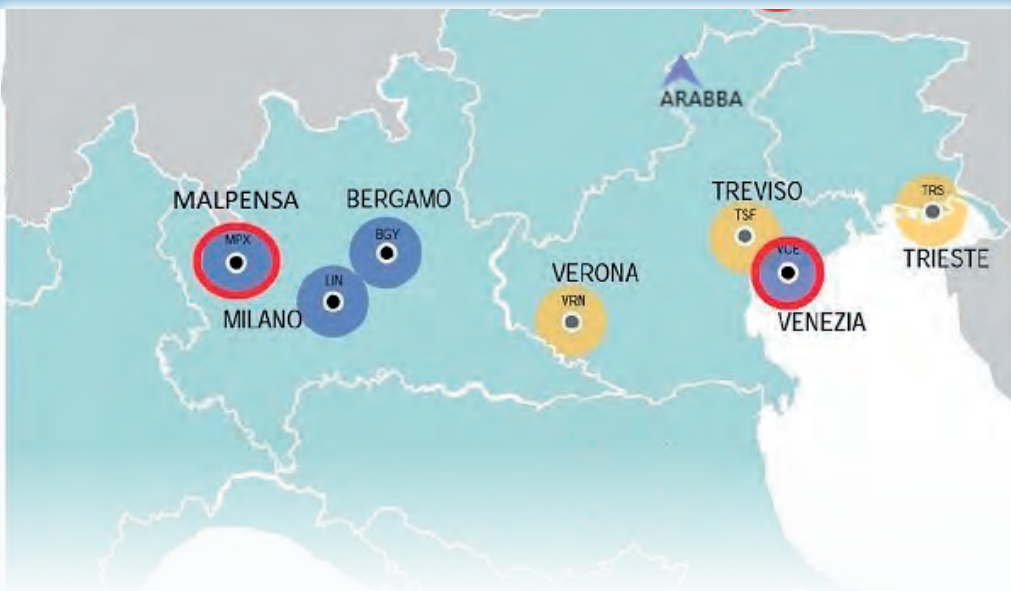 ARABBA
MALPENSA
MPX
BERGAMO
BGY
LIN
MILANO
VERONA
VRN
TREVISO
TSF
VCE
VENEZIA
TRS
TRIESTE